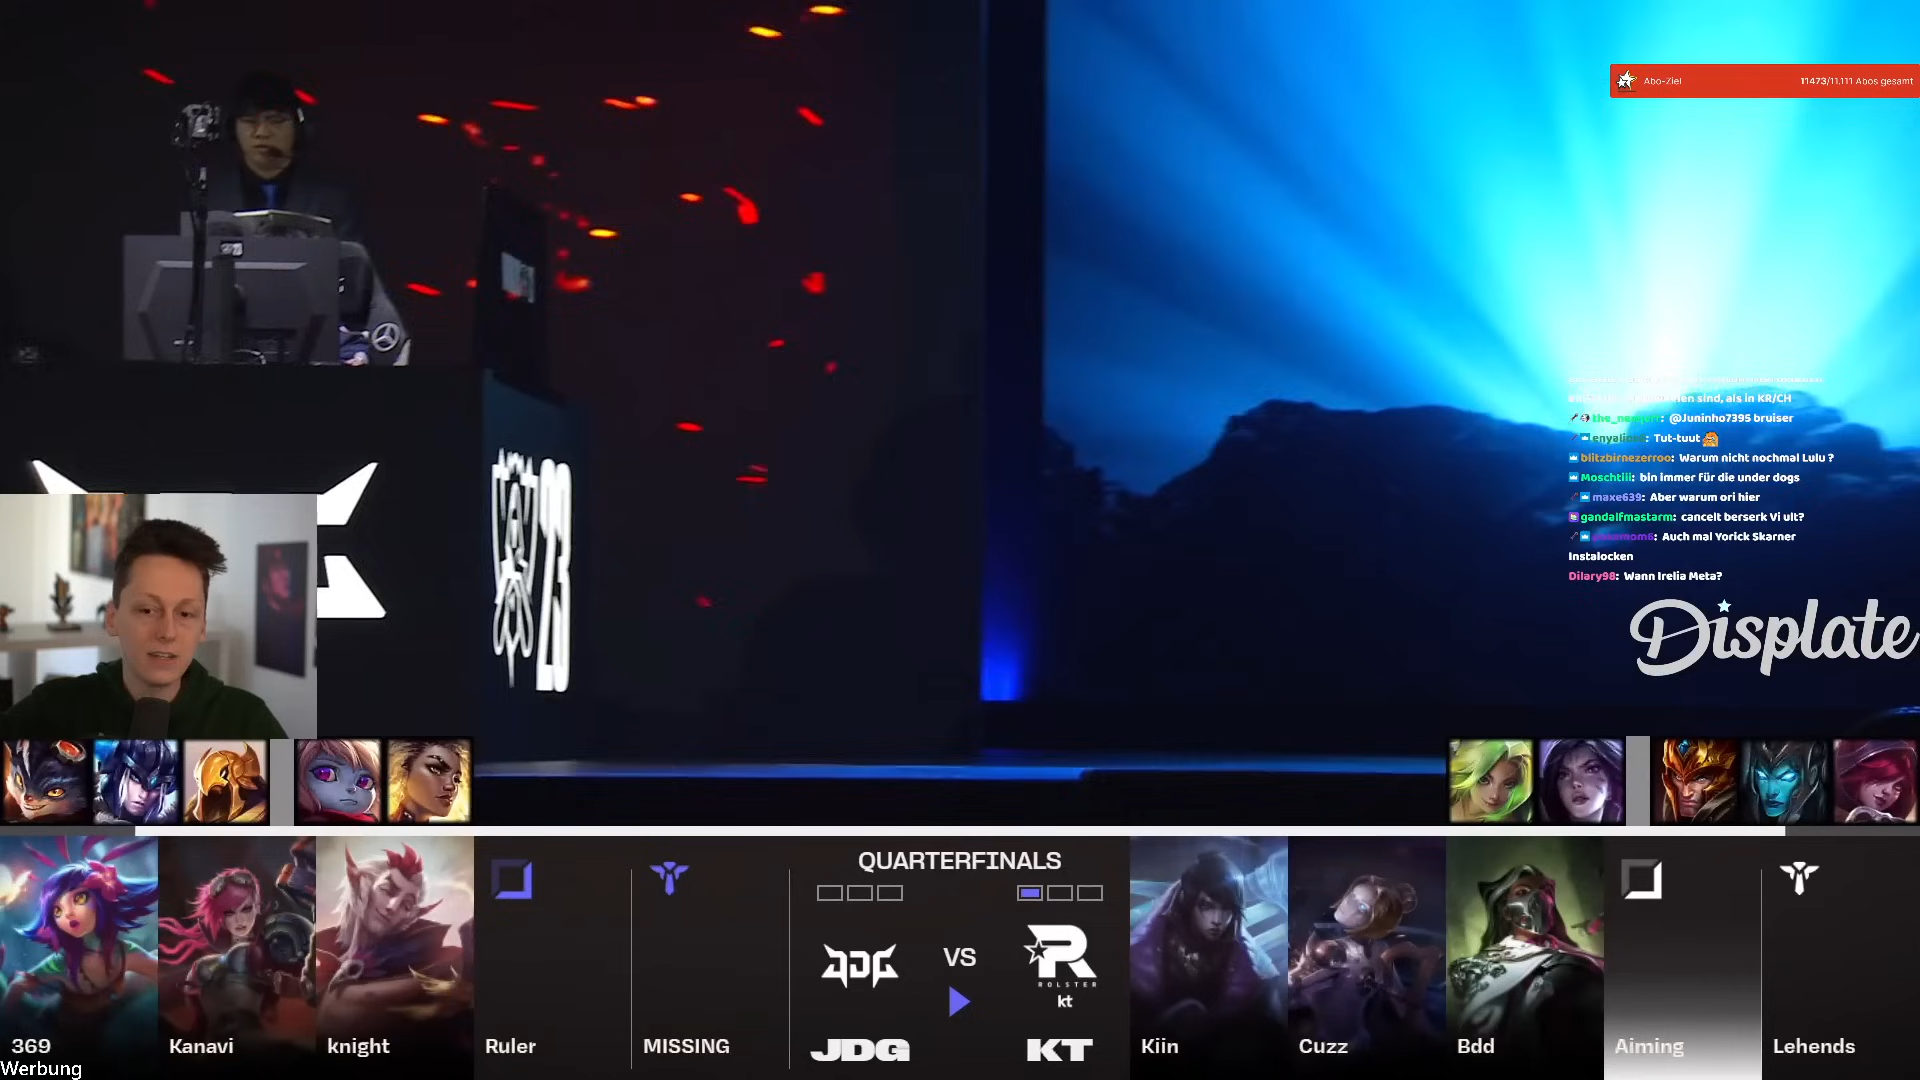 Abo-Ziel
11473/11.111 Abos gesamt
sind, als in KR/CH
@Juninho7395 bruiser
Tut-tuut
blitzbirnezerroo: Warum nicht nochmal Lulu ?
Moschtiii: bin immer für die under dogs
maxe639: Aber warum ori hier
gandalfmastarm: cancelt berserk Vi ult?
Auch mal Yorick Skarner
Instalocken
Dilary98: Wann Irelia Meta?
Displate
23
QUARTERFINALS
JDG
VS
R
ROLSTER
kt
JDG
KT
369
Kanavi
knight
Ruler
MISSING
Kiin
Cuzz
Bdd
Aiming
Lehends
Werbung